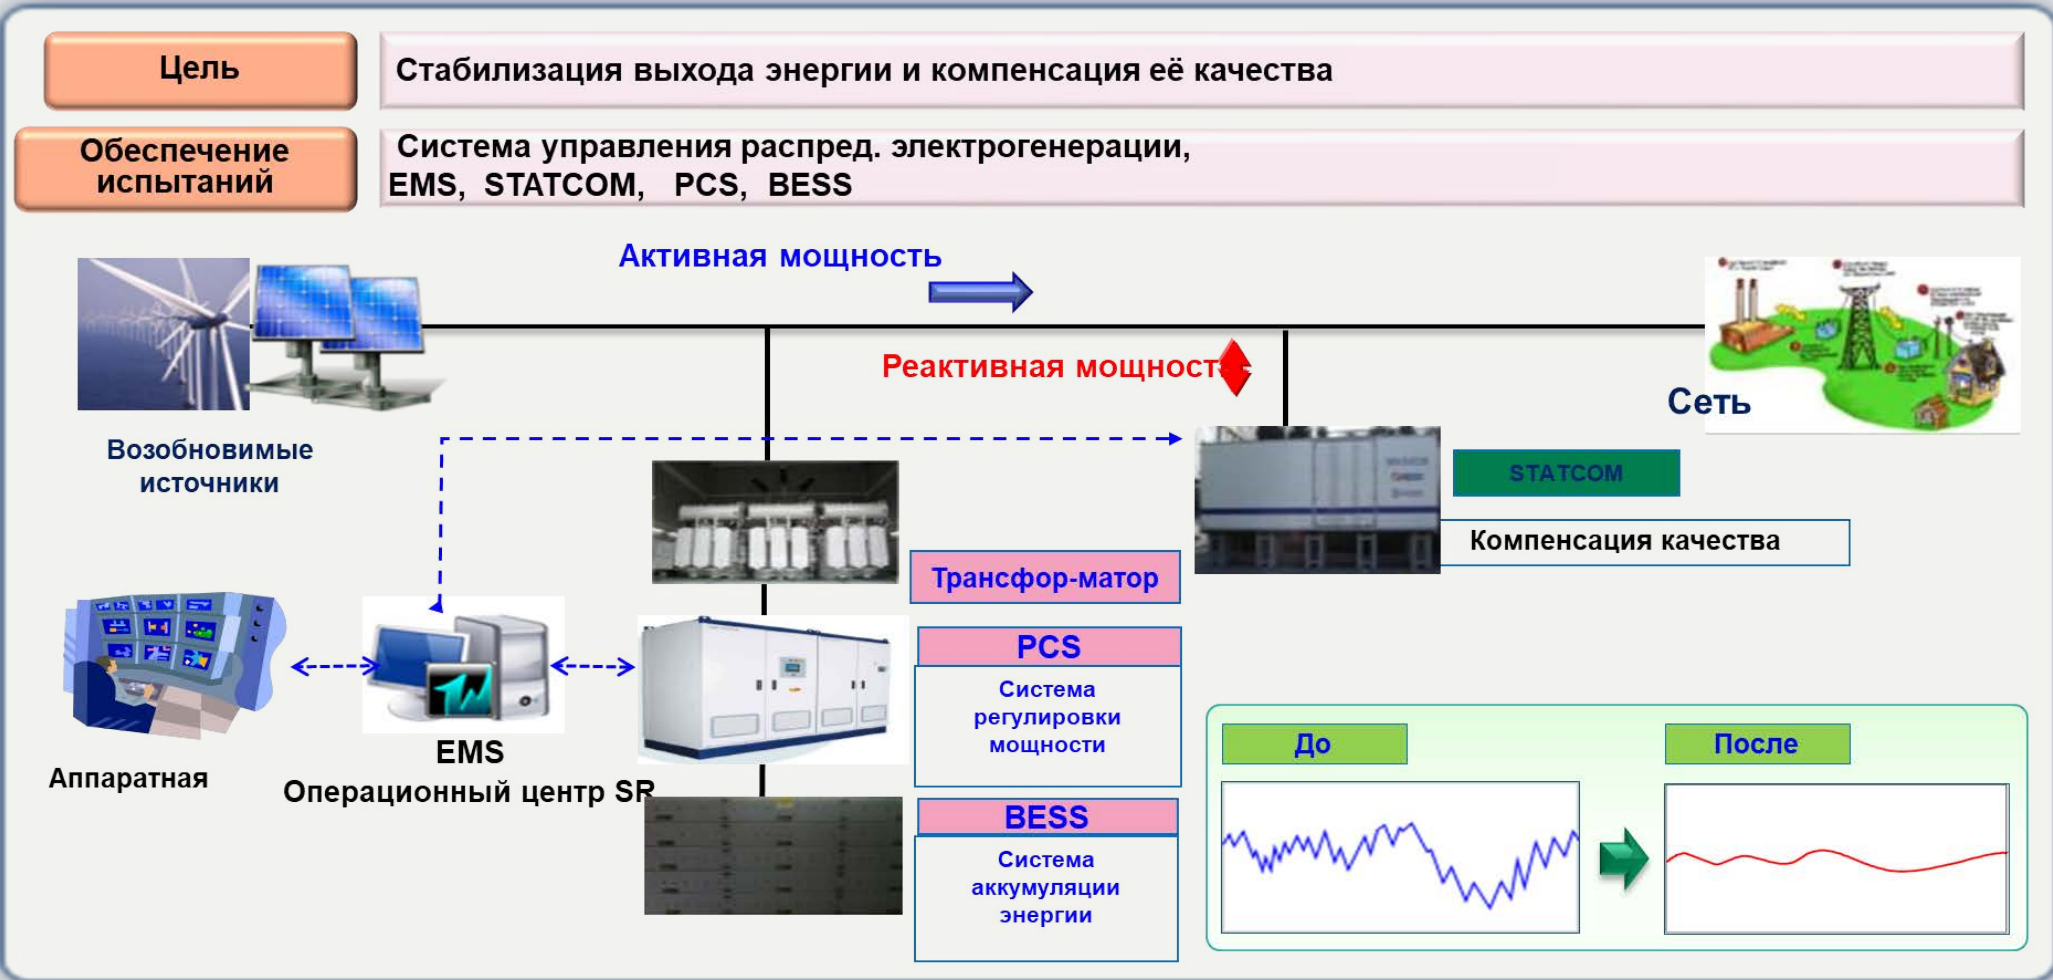 Цель
Стабилизация выхода энергии и компенсация её качества
Обеспечение
испытаний
Система управления распред. электрогенерации,
EMS, STATCOM, PCS, BESS
Активная мощность
Реактивная мощност
Сеть
Возобновимые
источники
STATCOM
Компенсация качества
Трансфор-матор
PCS
Система
регулировки
мощности
EMS
Операционный центр SR
Аппаратная
BESS
Система
аккумуляции
энергии
До
После